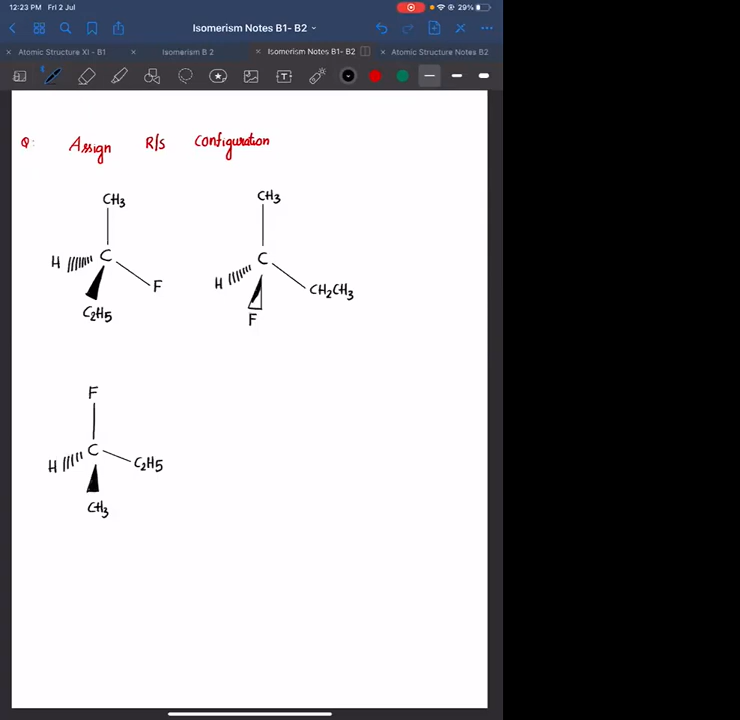 12:23 PM Fri 2 Jul
29%
Isomerism Notes B1- B2
Atomic Structure XI - B1
Isomerism B 2
Isomerism Notes B1- B2
Atomic Structure Notes B2
Q: Assign R/S Configuration
CH3
H C F
C2H5
CH3
H C CH2CH3
F
F
H C C2H5
CH3